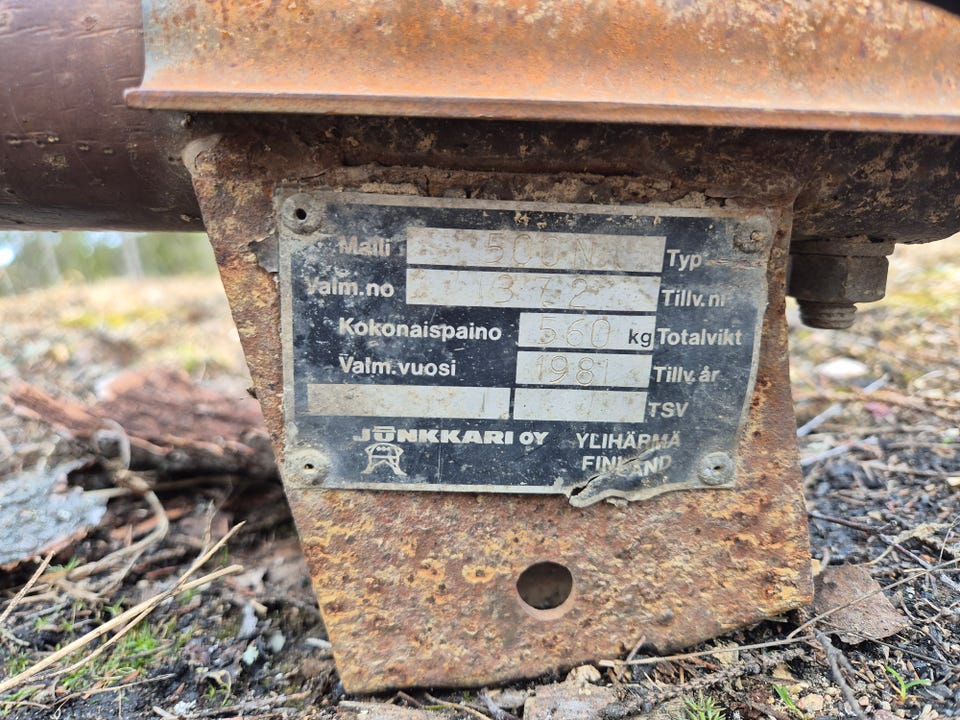 Malli 500N Typ
Valm.no Tillv.nr
Kokonaispaino 560 kg Totalvikt
Valm.vuosi 1981 Tillv.år
TSV
JUNKKARI OY YLIHÄRMÄ
FINLAND